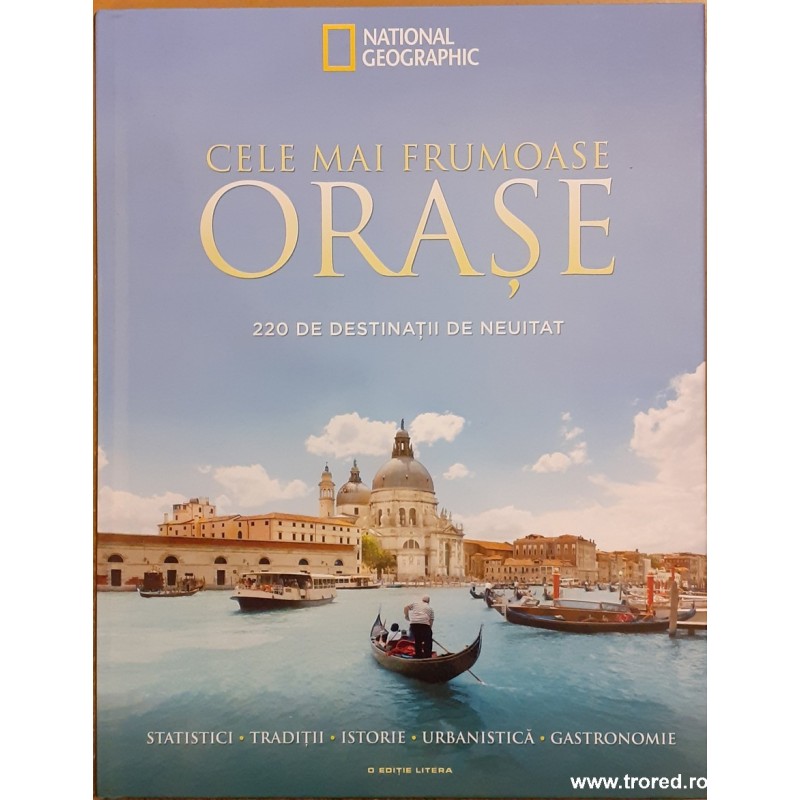 NATIONAL
GEOGRAPHIC
CELE MAI FRUMOASE
ORAȘE
220 DE DESTINAȚII DE NEUITAT
STATISTICI • TRADIȚII • ISTORIE • URBANISTICĂ • GASTRONOMIE
O EDIȚIE LITERA
www.trored.ro